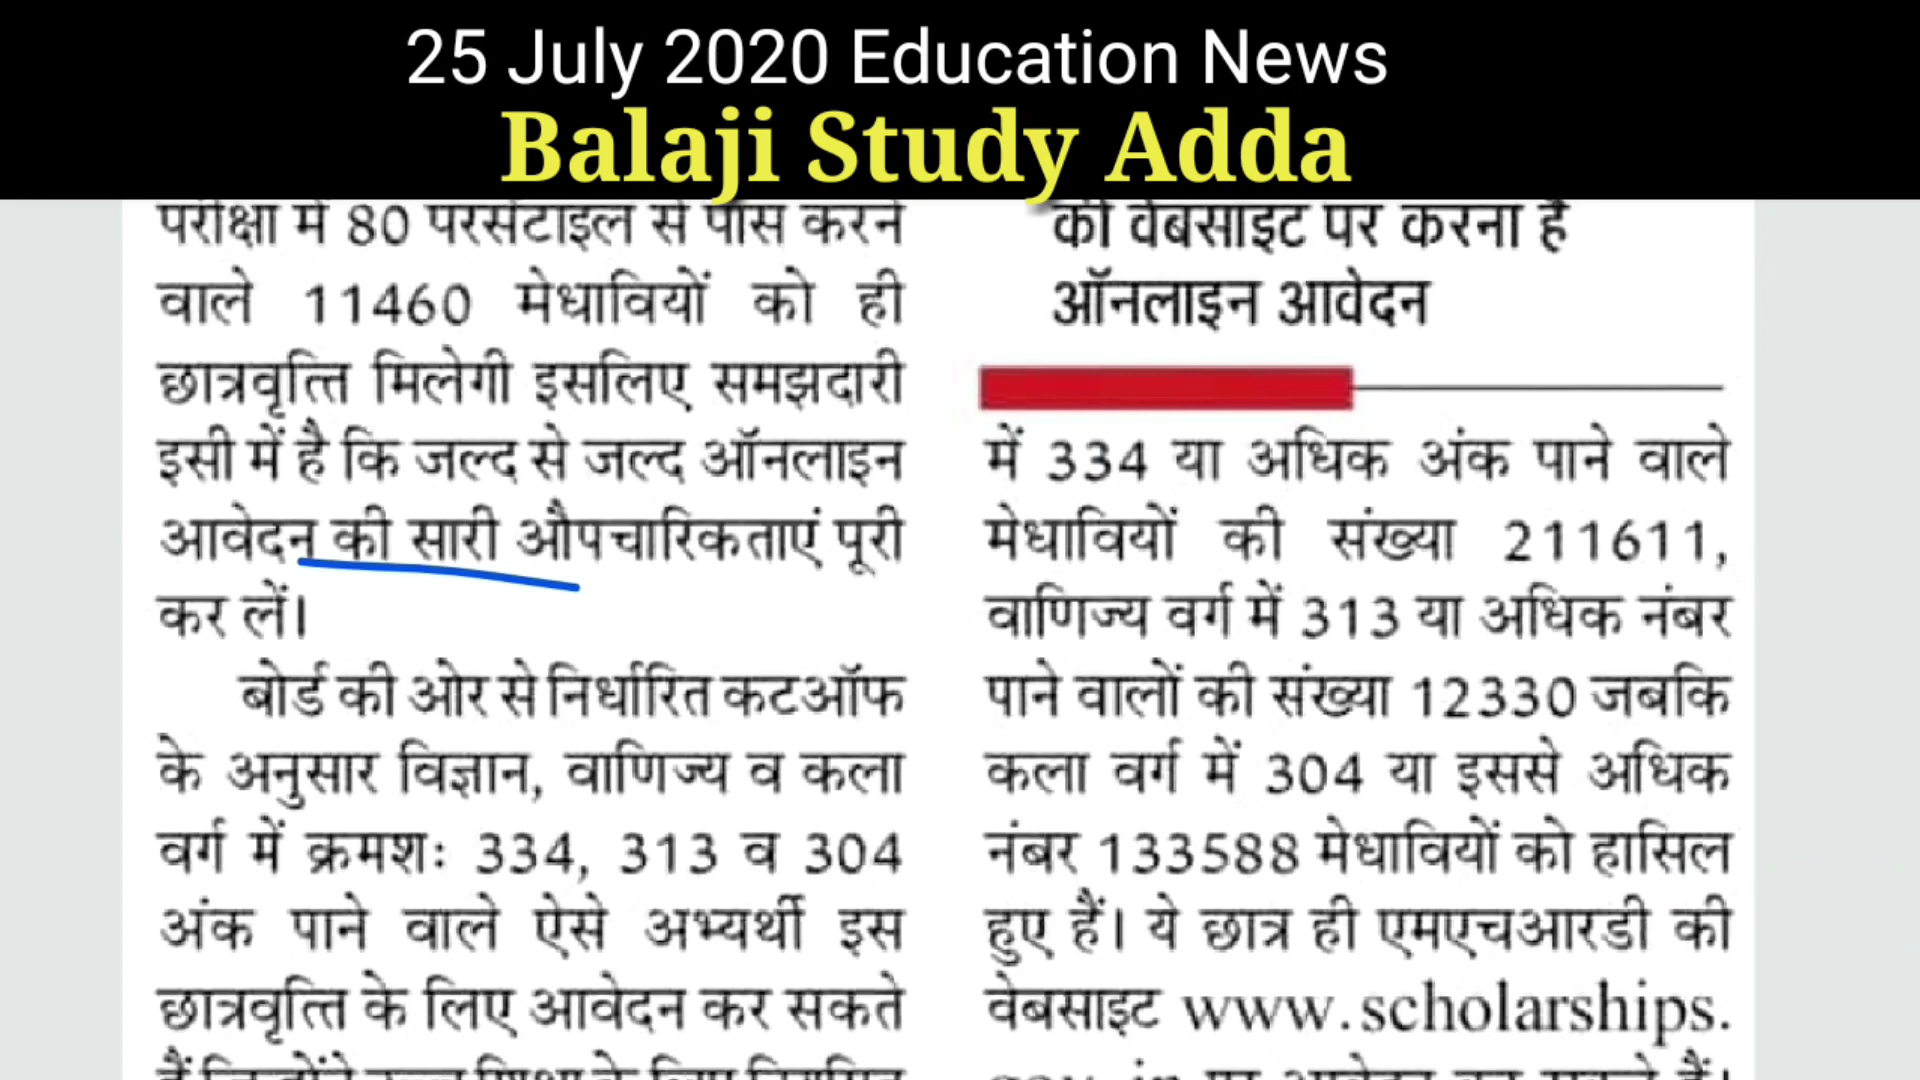 25 July 2020 Education News
Balaji Study Adda
परीक्षा में 80 परसेंटाइल से पास करने
वाले 11460 मेधावियों को ही
छात्रवृत्ति मिलेगी इसलिए समझदारी
इसी में है कि जल्द से जल्द ऑनलाइन
आवेदन की सारी औपचारिकताएं पूरी
कर लें।
बोर्ड की ओर से निर्धारित कटऑफ
के अनुसार विज्ञान, वाणिज्य व कला
वर्ग में क्रमशः 334, 313 व 304
अंक पाने वाले ऐसे अभ्यर्थी इस
छात्रवृत्ति के लिए आवेदन कर सकते
की वेबसाइट पर करना है
ऑनलाइन आवेदन
में 334 या अधिक अंक पाने वाले
मेधावियों की संख्या 211611,
वाणिज्य वर्ग में 313 या अधिक नंबर
पाने वालों की संख्या 12330 जबकि
कला वर्ग में 304 या इससे अधिक
नंबर 133588 मेधावियों को हासिल
हुए हैं। ये छात्र ही एमएचआरडी की
वेबसाइट www.scholarships.